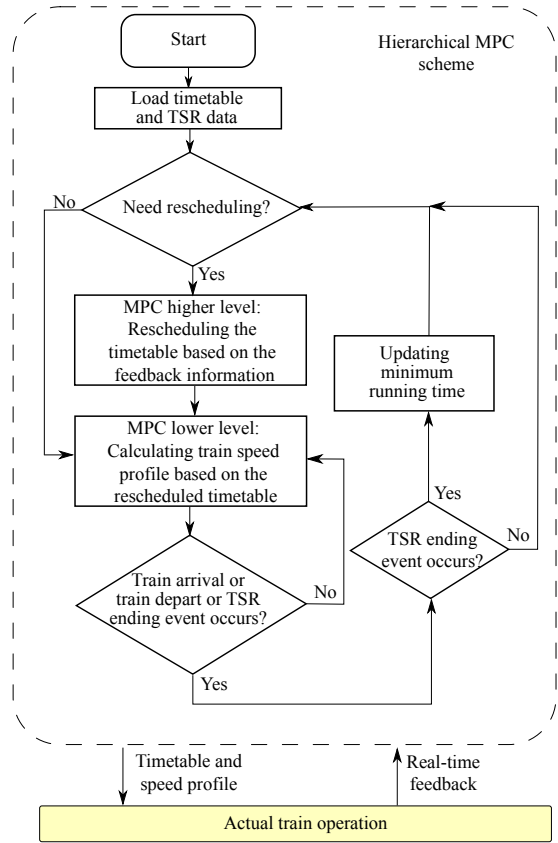 Start
Hierarchical MPC
scheme
Load timetable
and TSR data
Need rescheduling?
No
Yes
MPC higher level:
Rescheduling the
timetable based on the
feedback information
Updating
minimum
running time
MPC lower level:
Calculating train speed
profile based on the
rescheduled timetable
Yes
TSR ending
event occurs?
No
Train arrival or
train depart or TSR
ending event occurs?
No
Yes
Timetable and
speed profile
Real-time
feedback
Actual train operation